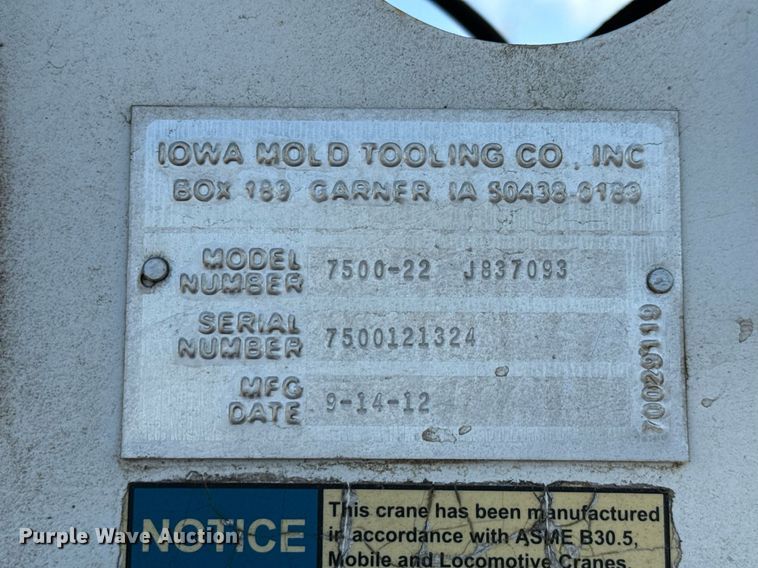 IOWA MOLD TOOLING CO. INC
BOX 189 GARNER IA 50438-0189
MODEL NUMBER 7500-22 J837093
SERIAL NUMBER 7500121324
MFG DATE 9-14-12
70029119
NOTICE
This crane has been manufactured
in accordance with ASME B30.5,
Mobile and Locomotive Cranes.
Purple Wave Auction